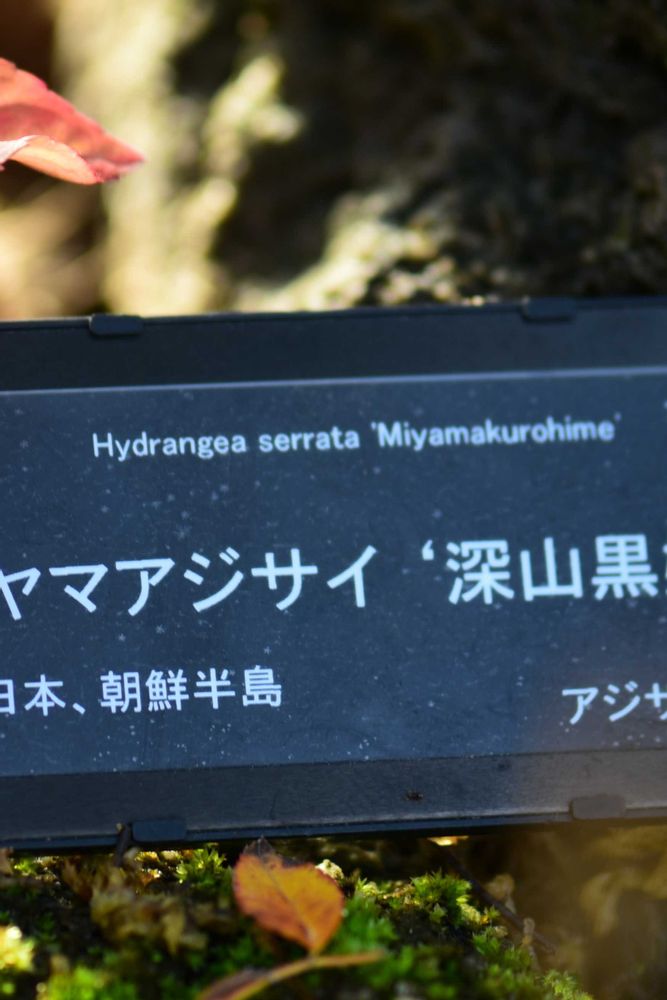 Hydrangea serrata 'Miyamakurohime'
ヤマアジサイ ‘深山黒
日本、朝鮮半島
アジサ